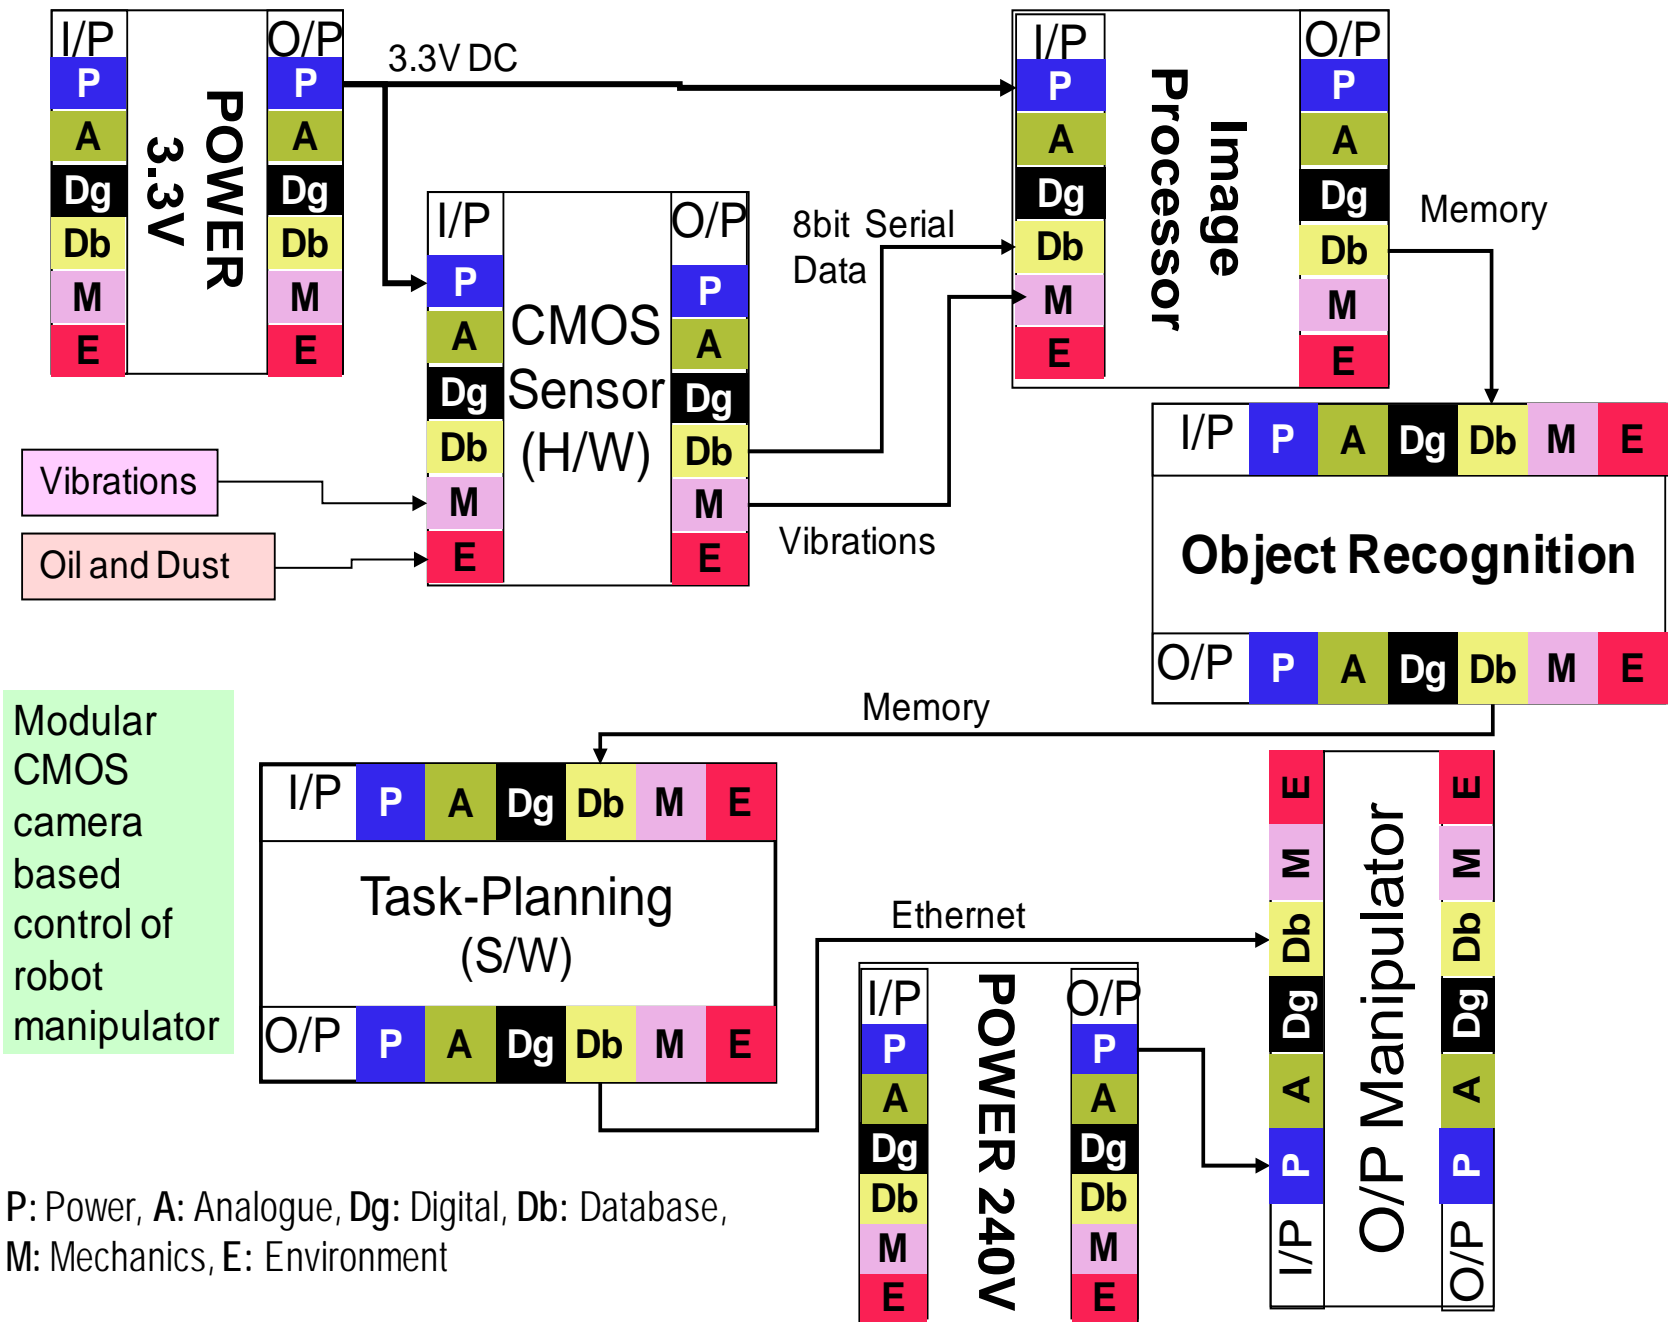 I/P
P
A
Dg
Db
M
E
POWER
3.3V
O/P
P
A
Dg
Db
M
E
3.3V DC
I/P
P
A
Dg
Db
M
E
CMOS
Sensor
(H/W)
O/P
P
A
Dg
Db
M
E
8bit Serial
Data
Vibrations
Vibrations
Oil and Dust
I/P
P
A
Dg
Db
M
E
Image
Processor
O/P
P
A
Dg
Db
M
E
Memory
I/P P A Dg Db M E
Object Recognition
O/P P A Dg Db M E
Memory
Modular
CMOS
camera
based
control of
robot
manipulator
I/P P A Dg Db M E
Task-Planning
(S/W)
O/P P A Dg Db M E
Ethernet
I/P
P
A
Dg
Db
M
E
POWER 240V
O/P
P
A
Dg
Db
M
E
I/P P A Dg Db M E
O/P Manipulator
O/P P A Dg Db M E
P: Power, A: Analogue, Dg: Digital, Db: Database,
M: Mechanics, E: Environment